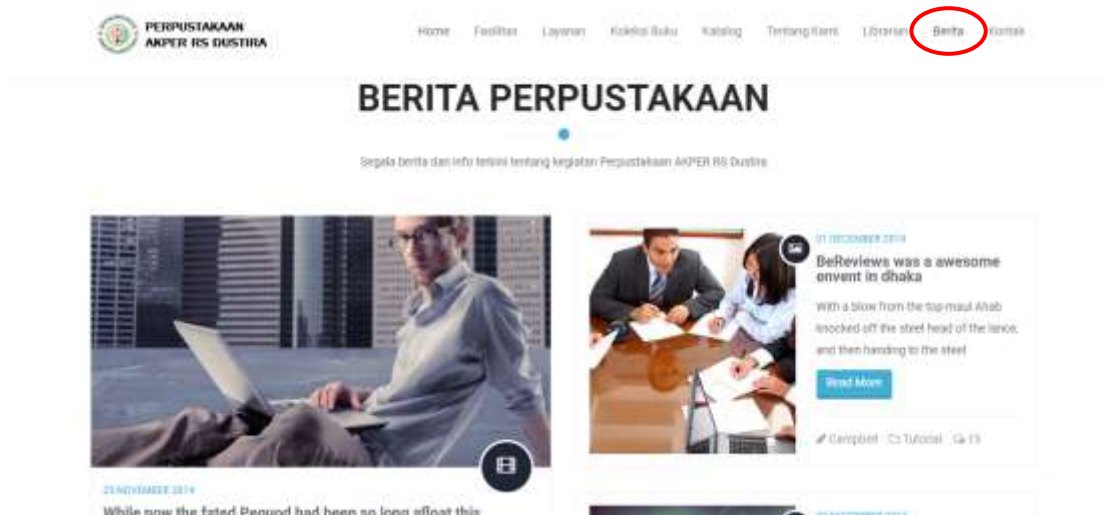 PERPUSTAKAAN
AKPER RS DUSTIRA
Home Fasilitas Layanan Koleksi Buku Katalog Tentang Kami Librarian Berita Kontak
BERITA PERPUSTAKAAN
Segala berita dan info terkini tentang kegiatan Perpustakaan AKPER RS Dustira
23 NOVEMBER 2014
While now the fated Pequod had been so long afloat this
01 DECEMBER 2014
BeReviews was a awesome
envent in dhaka
With a blow from the top-maul Ahab
knocked off the steel head of the lance,
and then handing to the steel
Read More
Campbell Tutorial 15
NOVEMBER 2014